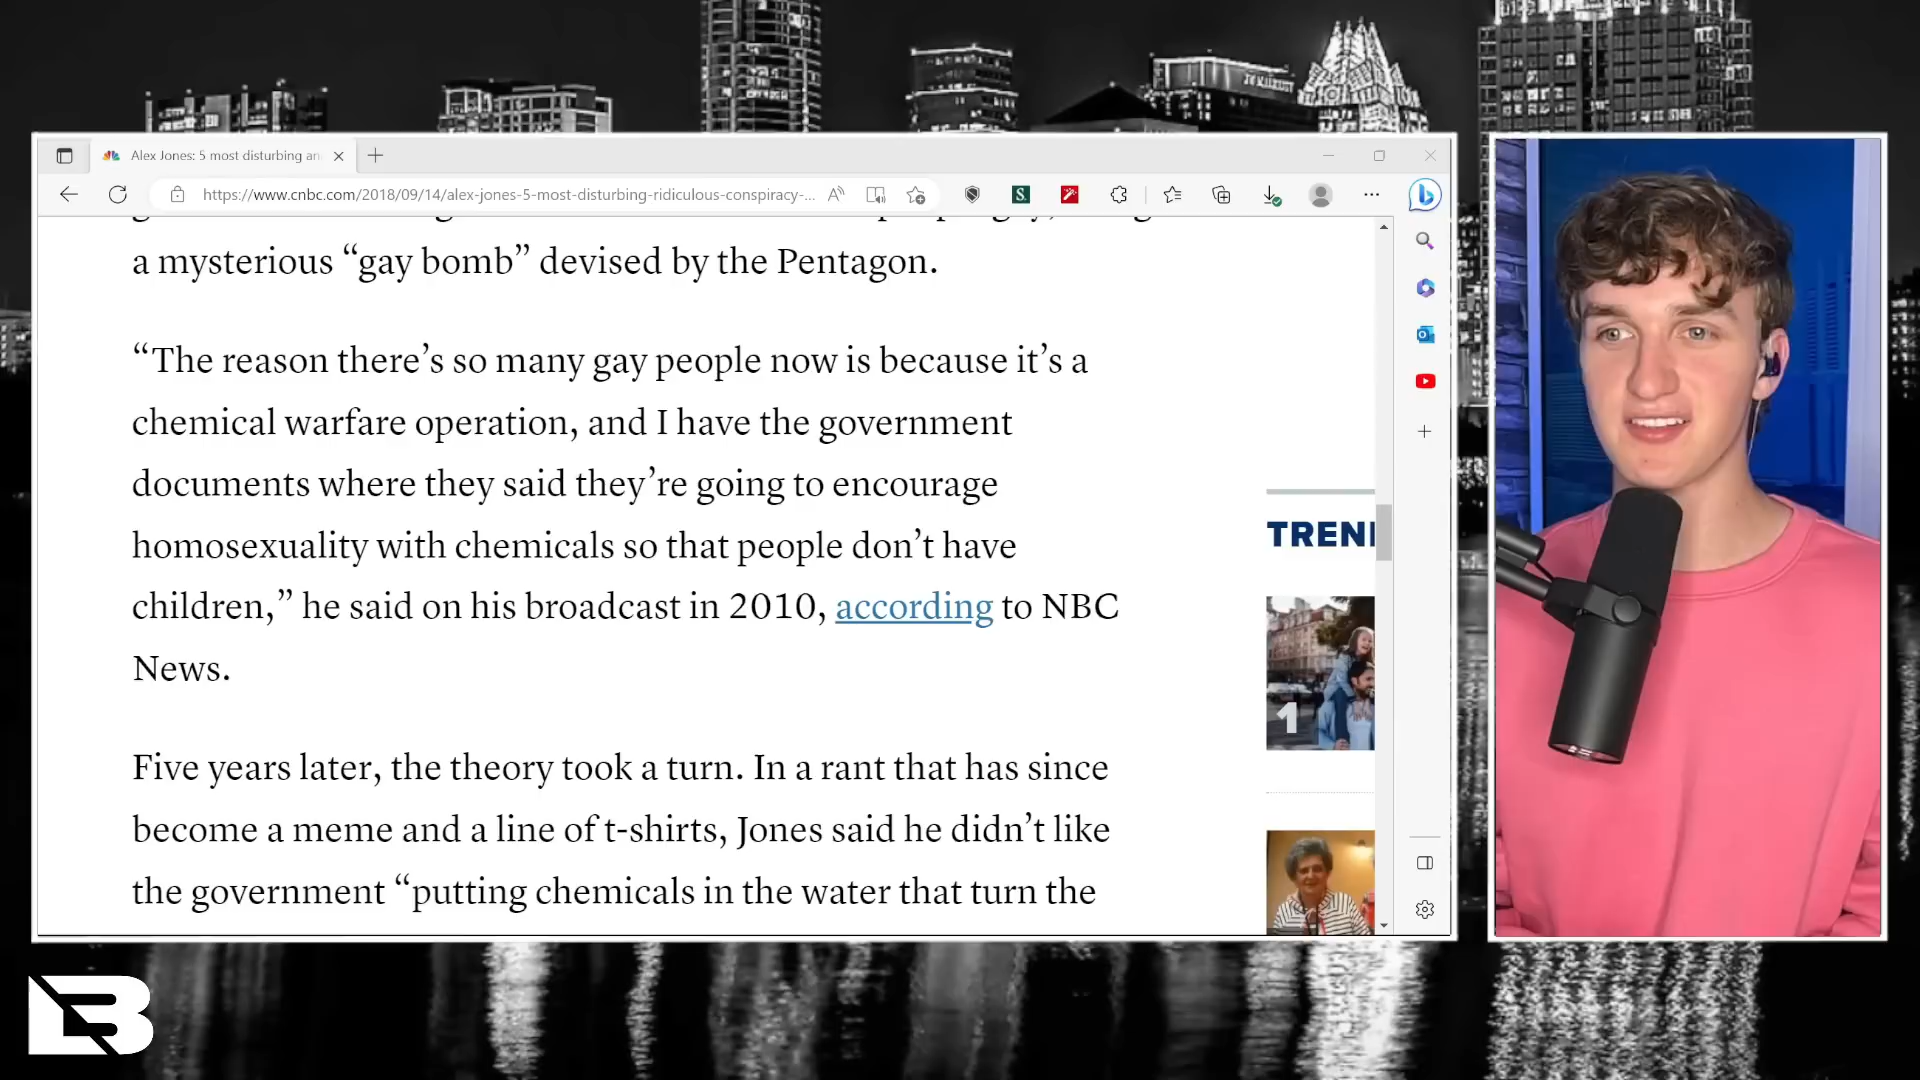 Alex Jones: 5 most disturbing an
https://www.cnbc.com/2018/09/14/alex-jones-5-most-disturbing-ridiculous-conspiracy-...
a mysterious “gay bomb” devised by the Pentagon.
“The reason there’s so many gay people now is because it’s a
chemical warfare operation, and I have the government
documents where they said they’re going to encourage
homosexuality with chemicals so that people don’t have
children,” he said on his broadcast in 2010, according to NBC
News.
Five years later, the theory took a turn. In a rant that has since
become a meme and a line of t-shirts, Jones said he didn’t like
the government “putting chemicals in the water that turn the
TREN
1